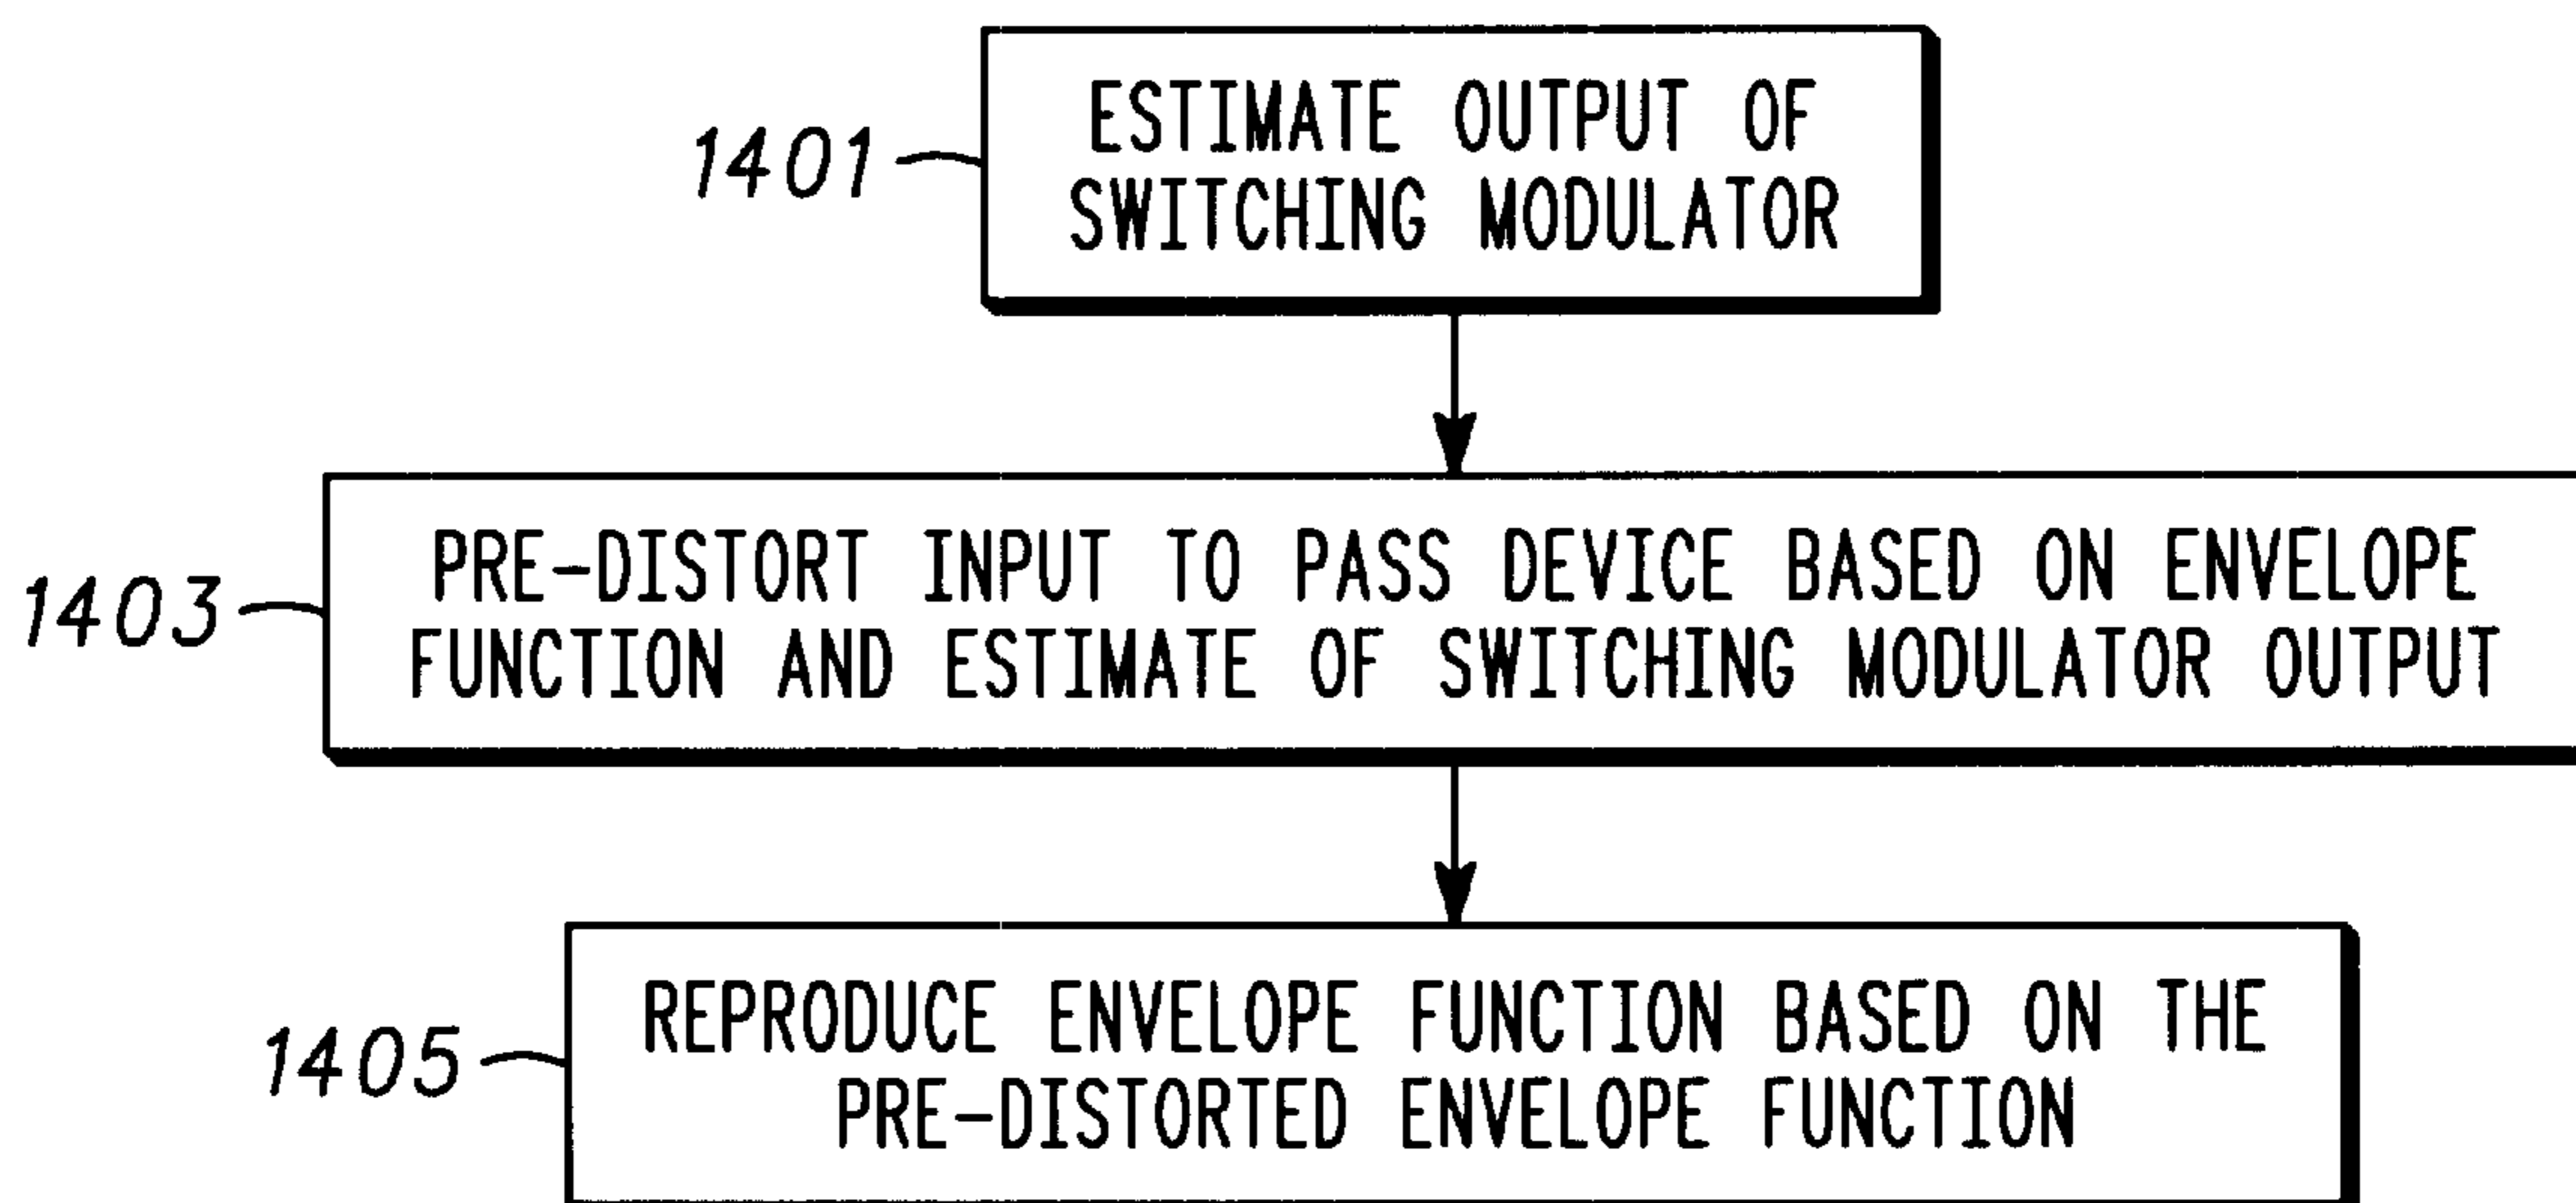 1401
ESTIMATE OUTPUT OF
SWITCHING MODULATOR
1403
PRE-DISTORT INPUT TO PASS DEVICE BASED ON ENVELOPE
FUNCTION AND ESTIMATE OF SWITCHING MODULATOR OUTPUT
1405
REPRODUCE ENVELOPE FUNCTION BASED ON THE
PRE-DISTORTED ENVELOPE FUNCTION